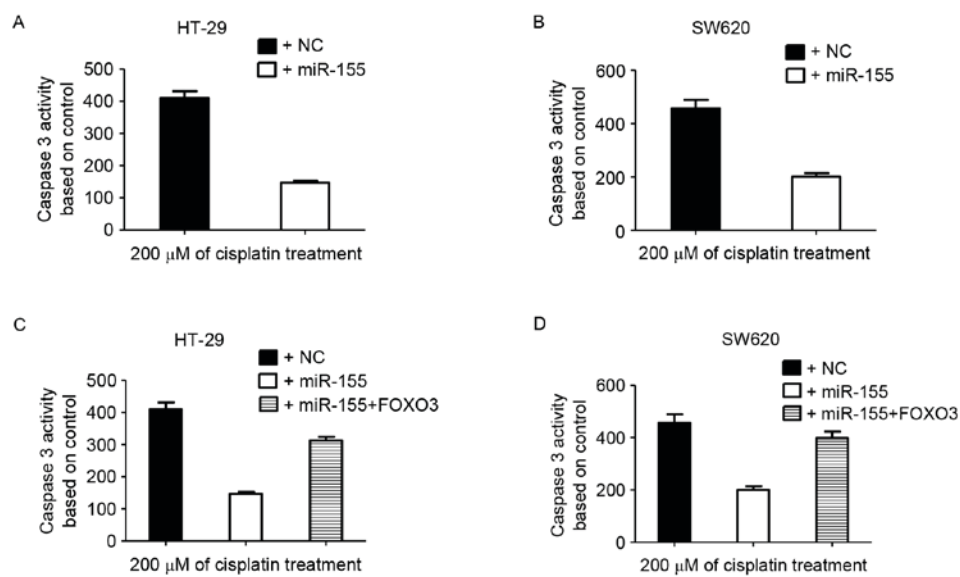 A
HT-29
+ NC
+ miR-155
Caspase 3 activity
based on control
500
400
300
200
100
0
200 μM of cisplatin treatment
B
SW620
+ NC
+ miR-155
Caspase 3 activity
based on control
600
400
200
0
200 μM of cisplatin treatment
C
HT-29
+ NC
+ miR-155
+ miR-155+FOXO3
Caspase 3 activity
based on control
500
400
300
200
100
0
200 μM of cisplatin treatment
D
SW620
+ NC
+ miR-155
+ miR-155+FOXO3
Caspase 3 activity
based on control
600
400
200
0
200 μM of cisplatin treatment